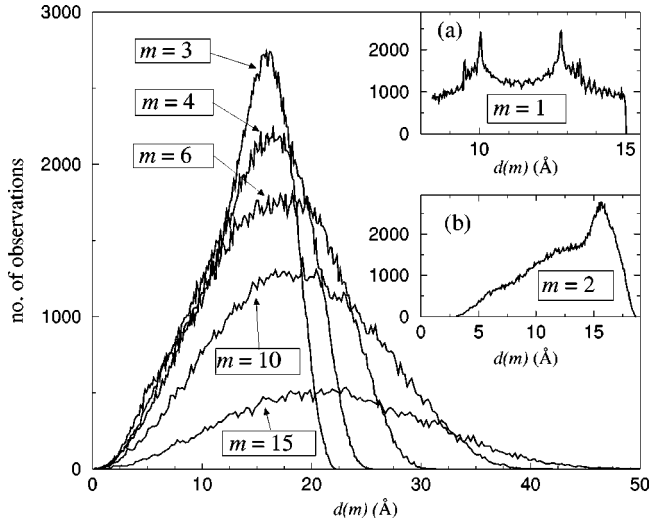 3000
2000
1000
0
no. of observations
0 10 20 30 40 50
d(m) (Å)
m = 3
m = 4
m = 6
m = 10
m = 15
(a)
2000
1000
0
m = 1
10 15
d(m) (Å)
(b)
2000
1000
0
m = 2
0 5 10 15
d(m) (Å)